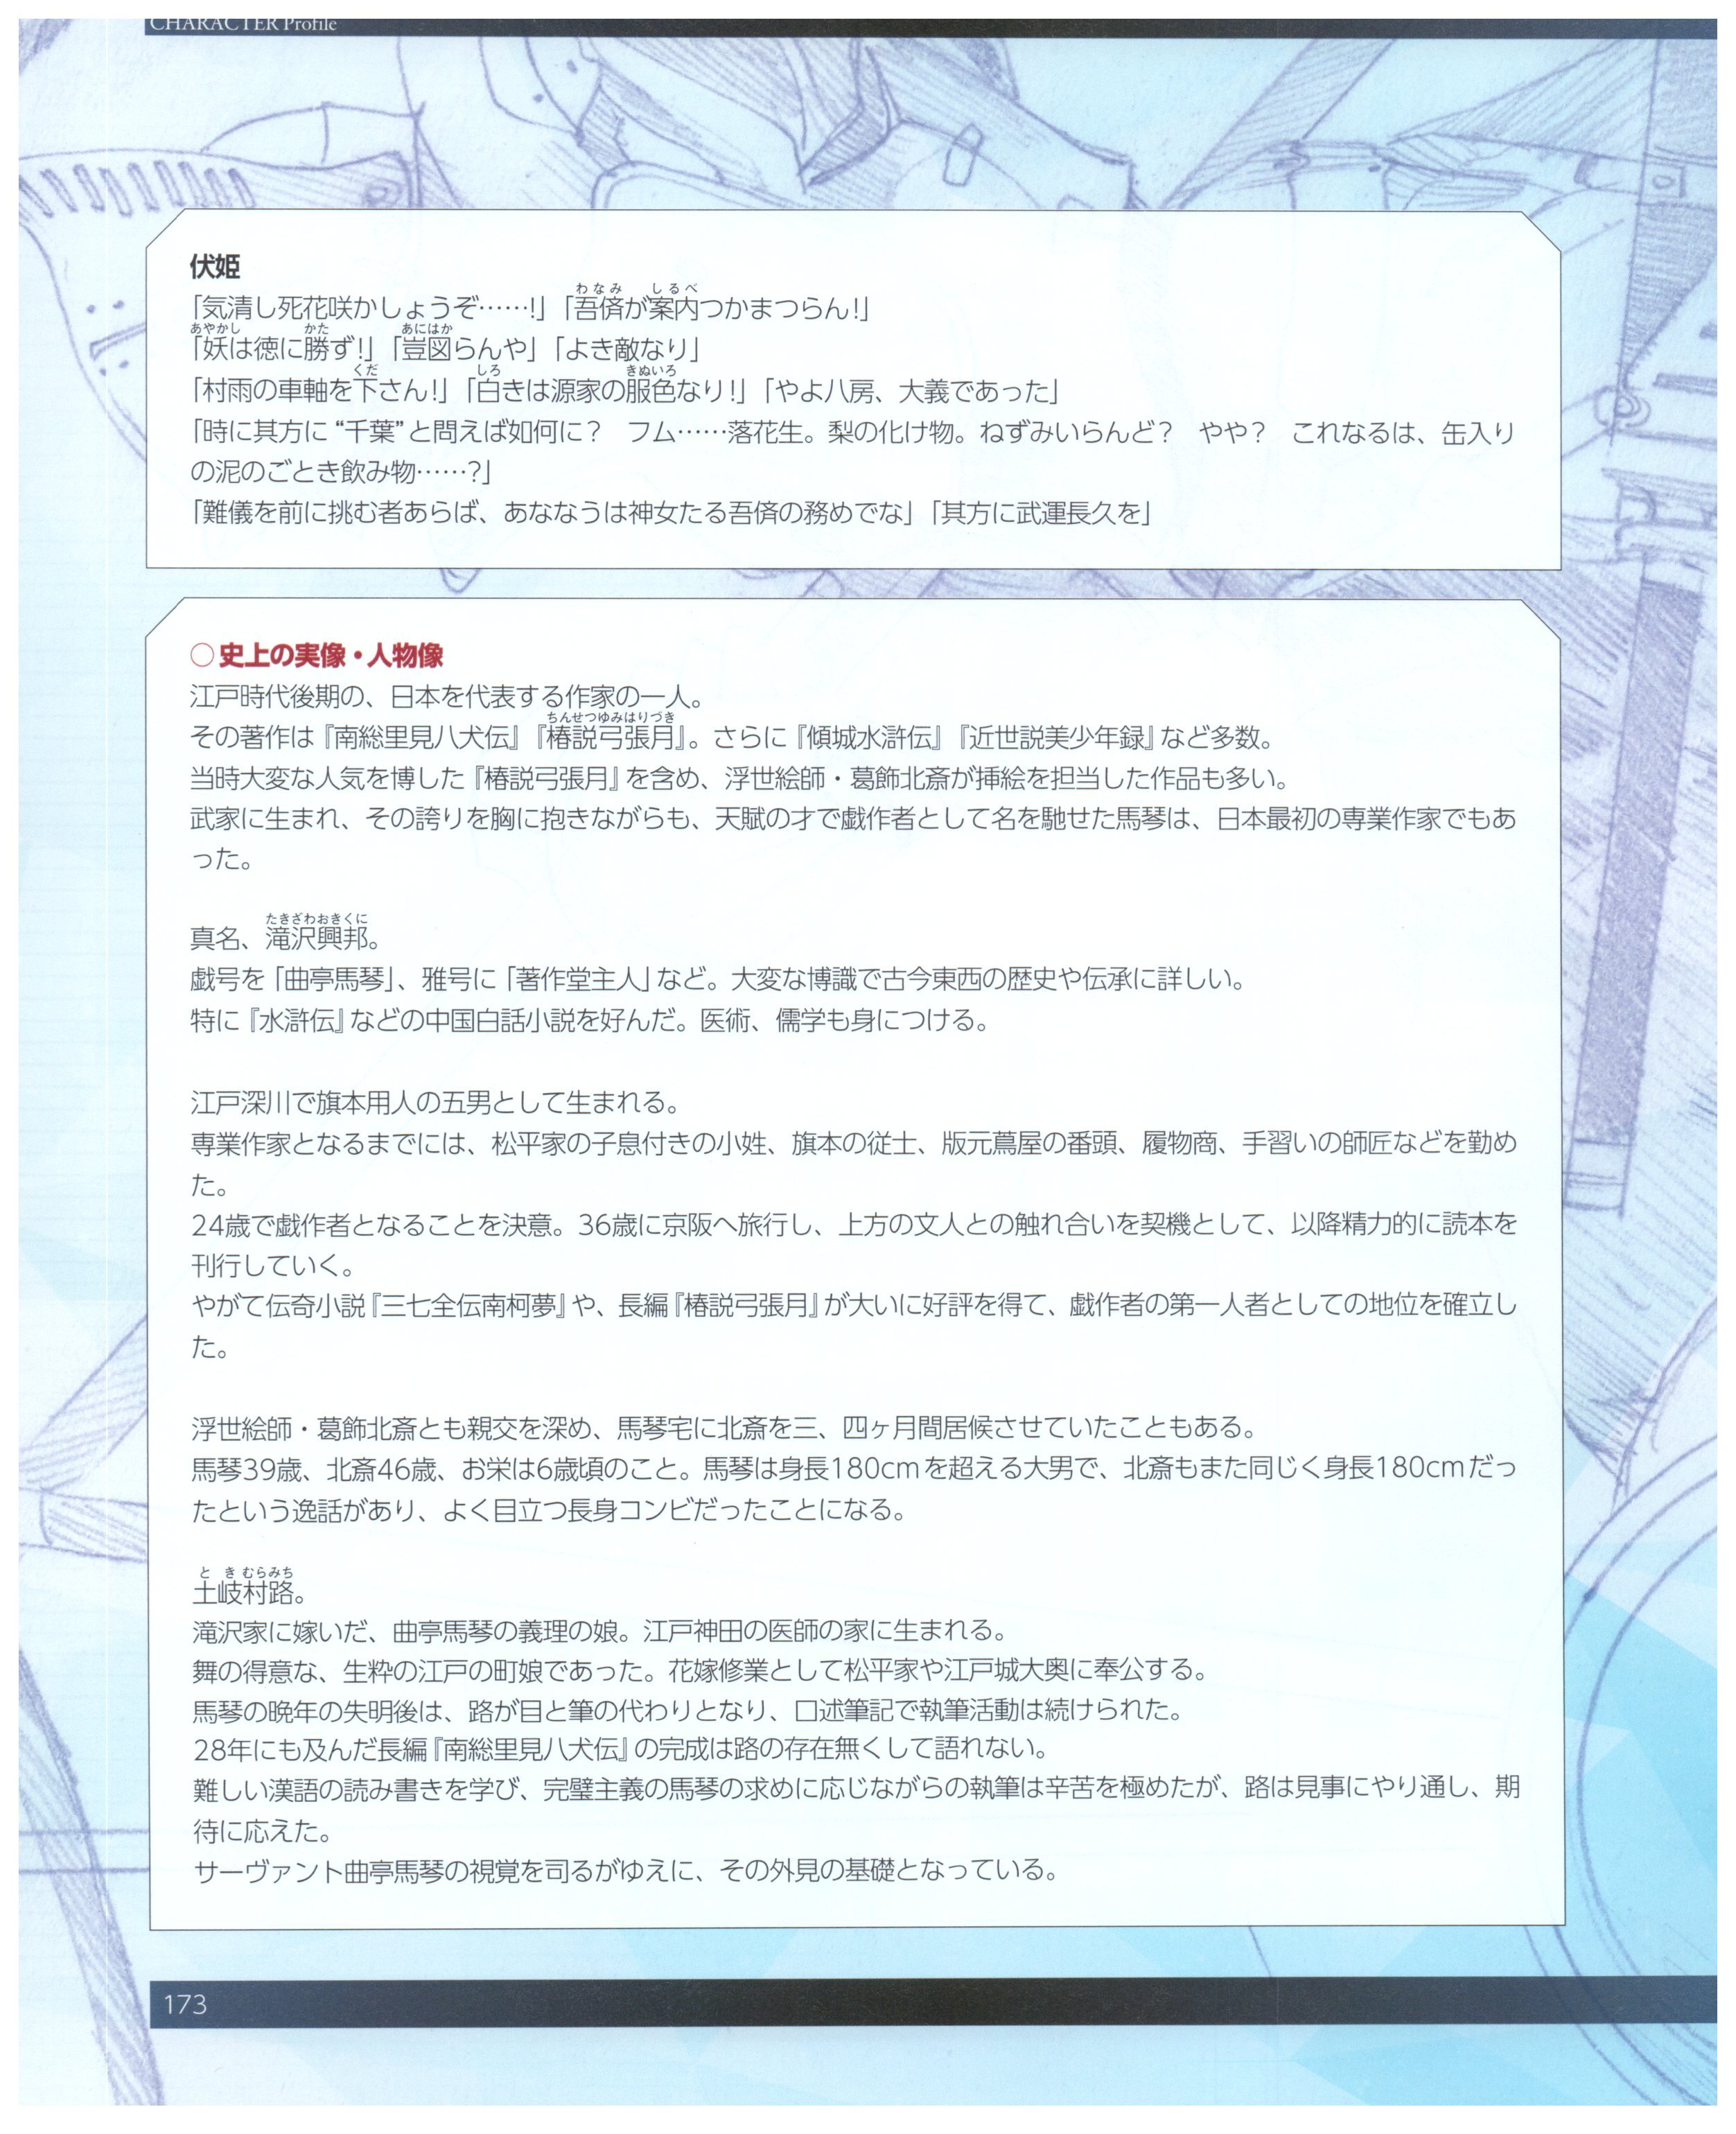 CHARACTER Profile
伏姫
「気清し死花咲かしょうぞ……!」「吾儕が案内つかまつらん!」
「妖は徳に勝ず!」「豈図らんや」「よき敵なり」
「村雨の車軸を下さん!」「白きは源家の服色なり!」「やよ八房、大義であった」
「時に其方に“千葉”と問えば如何に?　フム……落花生。梨の化け物。ねずみいらんど?　やや?　これなるは、缶入り
の泥のごとき飲み物……?」
「難儀を前に挑む者あらば、あななうは神女たる吾儕の務めでな」「其方に武運長久を」
○史上の実像・人物像
江戸時代後期の、日本を代表する作家の一人。
その著作は『南総里見八犬伝』『椿説弓張月』。さらに『傾城水滸伝』『近世説美少年録』など多数。
当時大変な人気を博した『椿説弓張月』を含め、浮世絵師・葛飾北斎が挿絵を担当した作品も多い。
武家に生まれ、その誇りを胸に抱きながらも、天賦の才で戯作者として名を馳せた馬琴は、日本最初の専業作家でもあ
った。
真名、滝沢興邦。
戯号を「曲亭馬琴」、雅号に「著作堂主人」など。大変な博識で古今東西の歴史や伝承に詳しい。
特に『水滸伝』などの中国白話小説を好んだ。医術、儒学も身につける。
江戸深川で旗本用人の五男として生まれる。
専業作家となるまでには、松平家の子息付きの小姓、旗本の従士、版元蔦屋の番頭、履物商、手習いの師匠などを勤め
た。
24歳で戯作者となることを決意。36歳に京阪へ旅行し、上方の文人との触れ合いを契機として、以降精力的に読本を
刊行していく。
やがて伝奇小説『三七全伝南柯夢』や、長編『椿説弓張月』が大いに好評を得て、戯作者の第一人者としての地位を確立し
た。
浮世絵師・葛飾北斎とも親交を深め、馬琴宅に北斎を三、四ヶ月間居候させていたこともある。
馬琴39歳、北斎46歳、お栄は6歳頃のこと。馬琴は身長180cmを超える大男で、北斎もまた同じく身長180cmだっ
たという逸話があり、よく目立つ長身コンビだったことになる。
土岐村路。
滝沢家に嫁いだ、曲亭馬琴の義理の娘。江戸神田の医師の家に生まれる。
舞の得意な、生粋の江戸の町娘であった。花嫁修業として松平家や江戸城大奥に奉公する。
馬琴の晩年の失明後は、路が目と筆の代わりとなり、口述筆記で執筆活動は続けられた。
28年にも及んだ長編『南総里見八犬伝』の完成は路の存在無くして語れない。
難しい漢語の読み書きを学び、完璧主義の馬琴の求めに応じながらの執筆は辛苦を極めたが、路は見事にやり通し、期
待に応えた。
サーヴァント曲亭馬琴の視覚を司るがゆえに、その外見の基礎となっている。
173